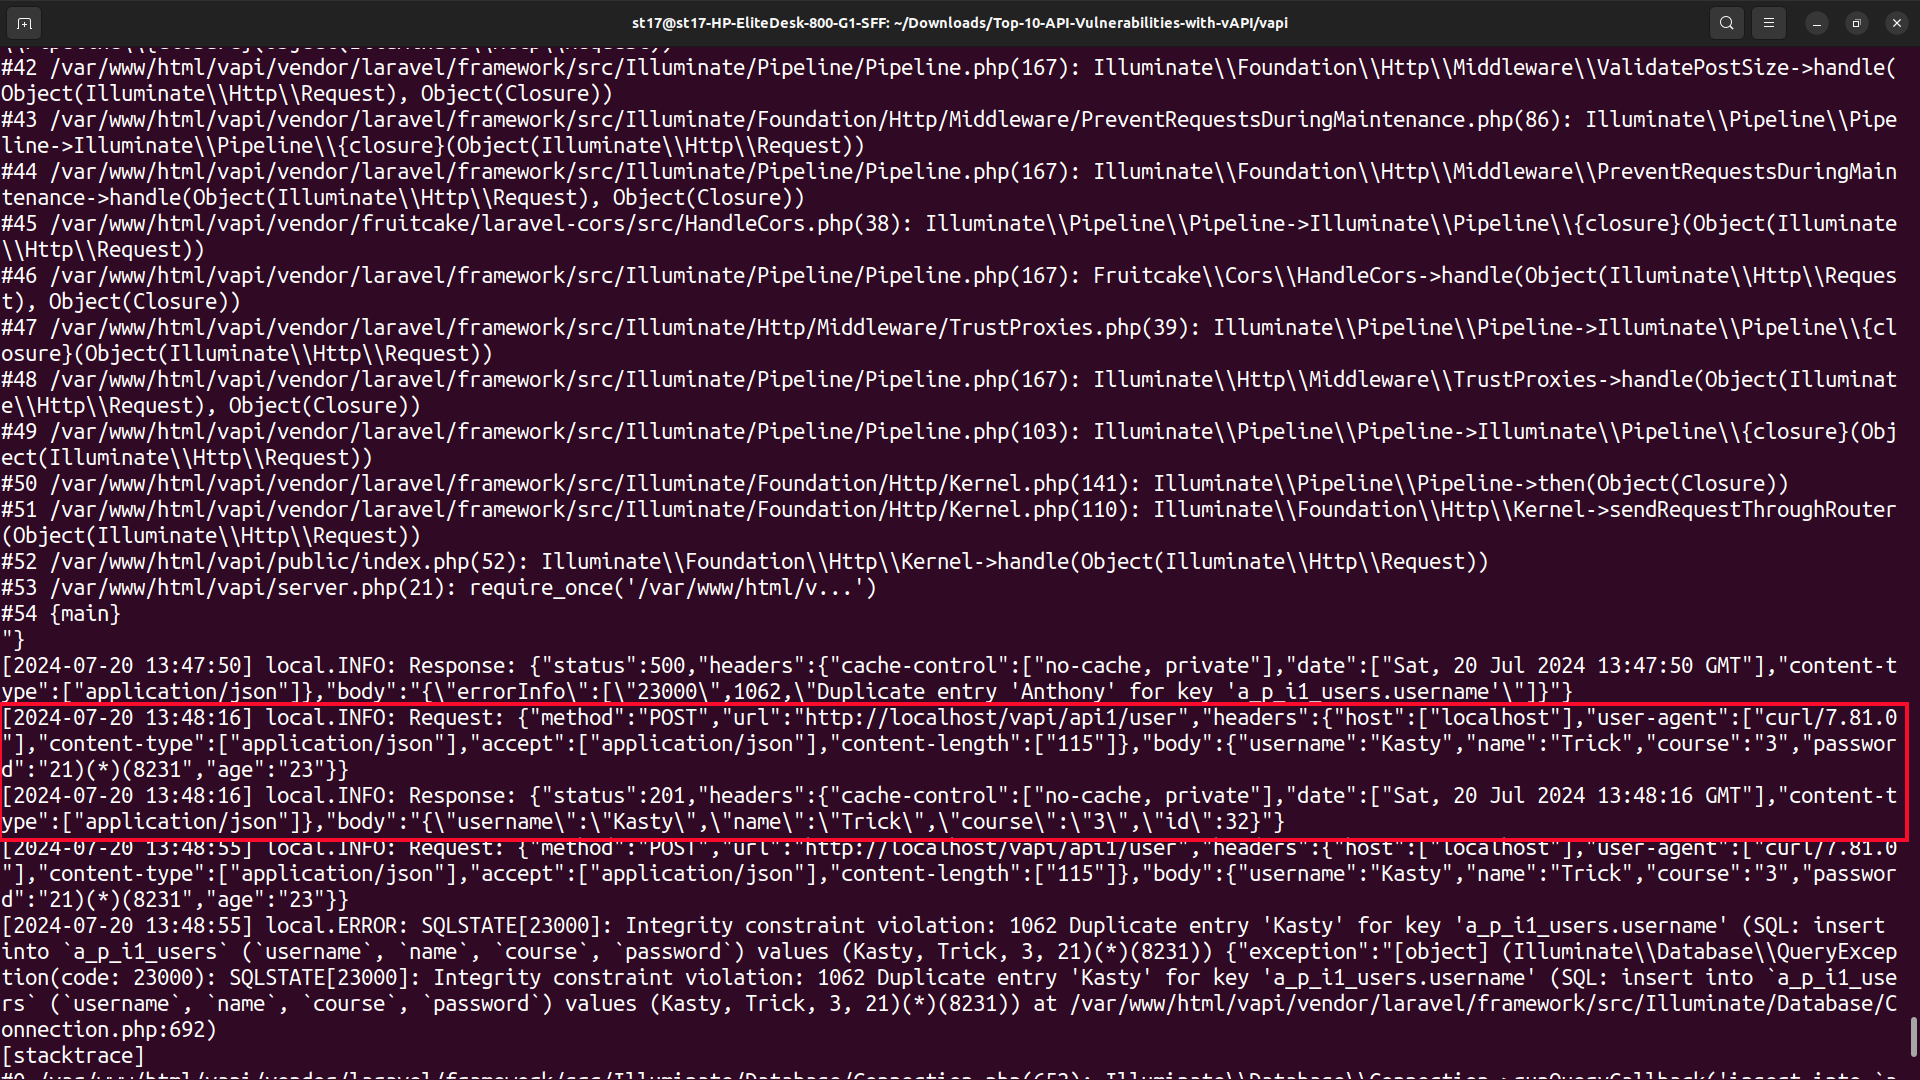 st17@st17-HP-EliteDesk-800-G1-SFF: ~/Downloads/Top-10-API-Vulnerabilities-with-vAPI/vapi
#42 /var/www/html/vapi/vendor/laravel/framework/src/Illuminate/Pipeline/Pipeline.php(167): Illuminate\\Foundation\\Http\\Middleware\\ValidatePostSize->handle(
Object(Illuminate\\Http\\Request), Object(Closure))
#43 /var/www/html/vapi/vendor/laravel/framework/src/Illuminate/Foundation/Http/Middleware/PreventRequestsDuringMaintenance.php(86): Illuminate\\Pipeline\\Pipe
line->Illuminate\\Pipeline\\{closure}(Object(Illuminate\\Http\\Request))
#44 /var/www/html/vapi/vendor/laravel/framework/src/Illuminate/Pipeline/Pipeline.php(167): Illuminate\\Foundation\\Http\\Middleware\\PreventRequestsDuringMain
tenance->handle(Object(Illuminate\\Http\\Request), Object(Closure))
#45 /var/www/html/vapi/vendor/fruitcake/laravel-cors/src/HandleCors.php(38): Illuminate\\Pipeline\\Pipeline->Illuminate\\Pipeline\\{closure}(Object(Illuminate
\\Http\\Request))
#46 /var/www/html/vapi/vendor/laravel/framework/src/Illuminate/Pipeline/Pipeline.php(167): Fruitcake\\Cors\\HandleCors->handle(Object(Illuminate\\Http\\Reques
t), Object(Closure))
#47 /var/www/html/vapi/vendor/laravel/framework/src/Illuminate/Http/Middleware/TrustProxies.php(39): Illuminate\\Pipeline\\Pipeline->Illuminate\\Pipeline\\{cl
osure}(Object(Illuminate\\Http\\Request))
#48 /var/www/html/vapi/vendor/laravel/framework/src/Illuminate/Pipeline/Pipeline.php(167): Illuminate\\Http\\Middleware\\TrustProxies->handle(Object(Illuminat
e\\Http\\Request), Object(Closure))
#49 /var/www/html/vapi/vendor/laravel/framework/src/Illuminate/Pipeline/Pipeline.php(103): Illuminate\\Pipeline\\Pipeline->Illuminate\\Pipeline\\{closure}(Obj
ect(Illuminate\\Http\\Request))
#50 /var/www/html/vapi/vendor/laravel/framework/src/Illuminate/Foundation/Http/Kernel.php(141): Illuminate\\Pipeline\\Pipeline->then(Object(Closure))
#51 /var/www/html/vapi/vendor/laravel/framework/src/Illuminate/Foundation/Http/Kernel.php(110): Illuminate\\Foundation\\Http\\Kernel->sendRequestThroughRouter
(Object(Illuminate\\Http\\Request))
#52 /var/www/html/vapi/public/index.php(52): Illuminate\\Foundation\\Http\\Kernel->handle(Object(Illuminate\\Http\\Request))
#53 /var/www/html/vapi/server.php(21): require_once('/var/www/html/v...')
#54 {main}
"}
[2024-07-20 13:47:50] local.INFO: Response: {"status":500,"headers":{"cache-control":["no-cache, private"],"date":["Sat, 20 Jul 2024 13:47:50 GMT"],"content-t
ype":["application/json"]},"body":"{\"errorInfo\":[\"23000\",1062,\"Duplicate entry 'Anthony' for key 'a_p_i1_users.username'\"]}"}
[2024-07-20 13:48:16] local.INFO: Request: {"method":"POST","url":"http://localhost/vapi/api1/user","headers":{"host":["localhost"],"user-agent":["curl/7.81.0
"],"content-type":["application/json"],"accept":["application/json"],"content-length":["115"]},"body":{"username":"Kasty","name":"Trick","course":"3","passwor
d":"21)(*)(8231","age":"23"}}
[2024-07-20 13:48:16] local.INFO: Response: {"status":201,"headers":{"cache-control":["no-cache, private"],"date":["Sat, 20 Jul 2024 13:48:16 GMT"],"content-t
ype":["application/json"]},"body":"{\"username\":\"Kasty\",\"name\":\"Trick\",\"course\":\"3\",\"id\":32}"}
[2024-07-20 13:48:55] local.INFO: Request: {"method":"POST","url":"http://localhost/vapi/api1/user","headers":{"host":["localhost"],"user-agent":["curl/7.81.0
"],"content-type":["application/json"],"accept":["application/json"],"content-length":["115"]},"body":{"username":"Kasty","name":"Trick","course":"3","passwor
d":"21)(*)(8231","age":"23"}}
[2024-07-20 13:48:55] local.ERROR: SQLSTATE[23000]: Integrity constraint violation: 1062 Duplicate entry 'Kasty' for key 'a_p_i1_users.username' (SQL: insert
into `a_p_i1_users` (`username`, `name`, `course`, `password`) values (Kasty, Trick, 3, 21)(*)(8231)) {"exception":"[object] (Illuminate\\Database\\QueryExcep
tion(code: 23000): SQLSTATE[23000]: Integrity constraint violation: 1062 Duplicate entry 'Kasty' for key 'a_p_i1_users.username' (SQL: insert into `a_p_i1_use
rs` (`username`, `name`, `course`, `password`) values (Kasty, Trick, 3, 21)(*)(8231)) at /var/www/html/vapi/vendor/laravel/framework/src/Illuminate/Database/C
onnection.php:692)
[stacktrace]